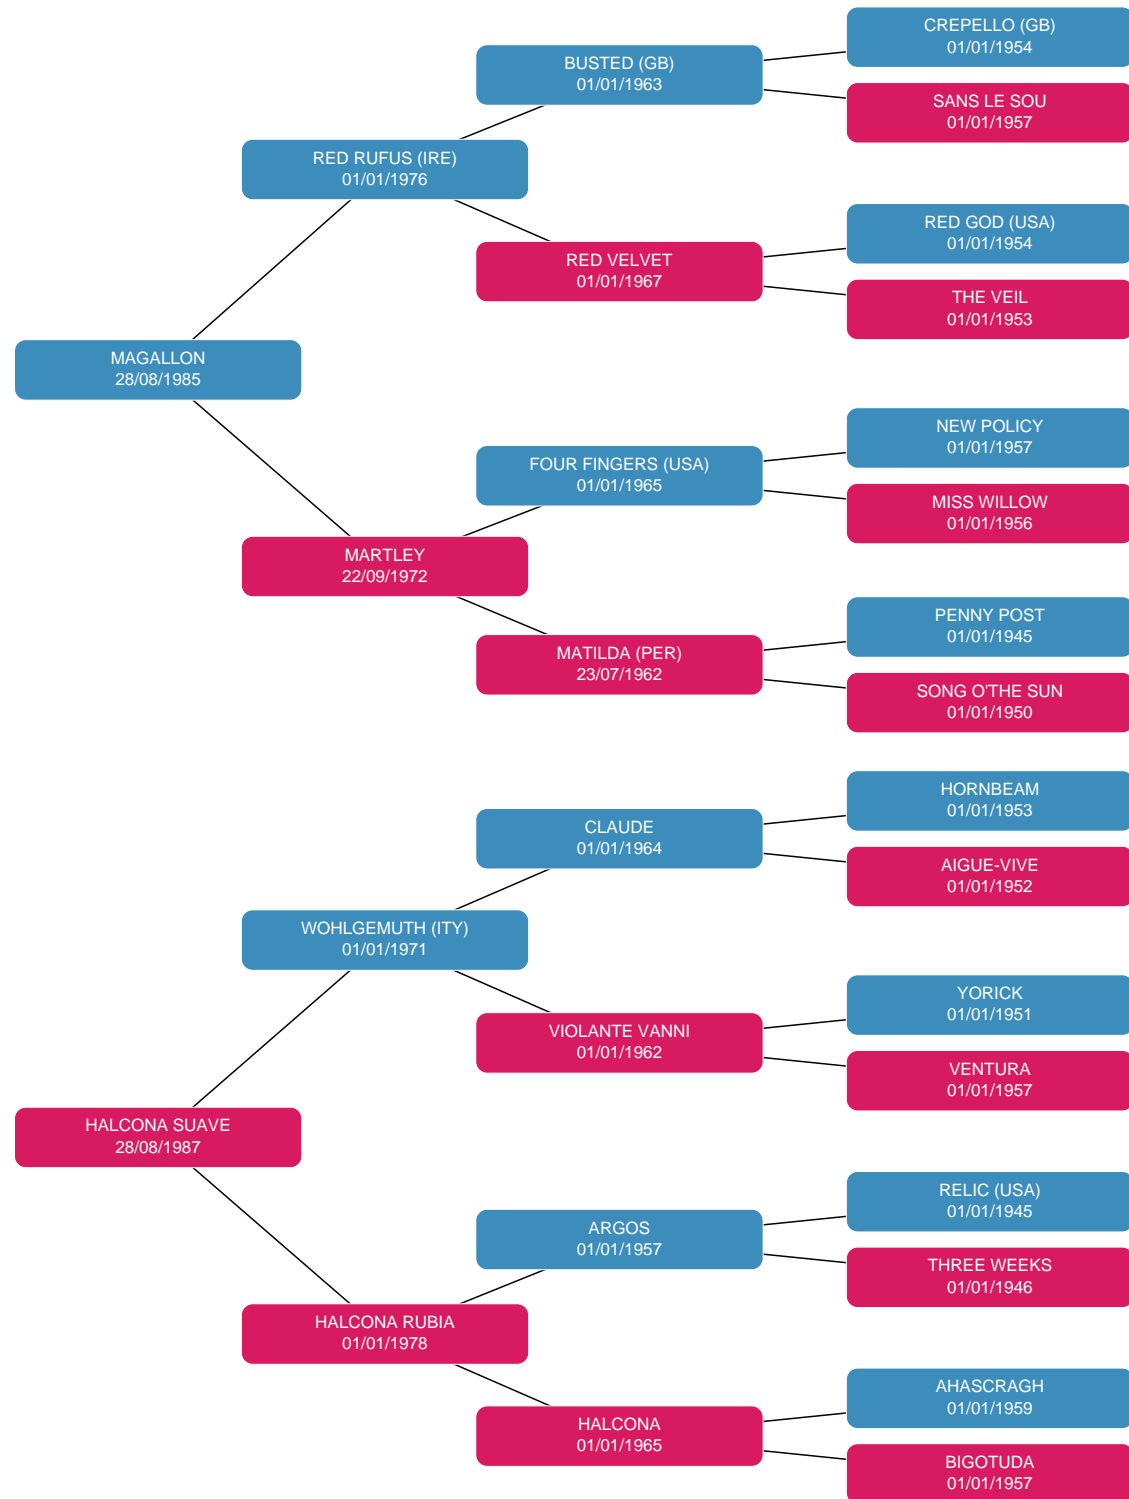 CREPELLO (GB)
01/01/1954
BUSTED (GB)
01/01/1963
SANS LE SOU
01/01/1957
RED RUFUS (IRE)
01/01/1976
RED GOD (USA)
01/01/1954
RED VELVET
01/01/1967
THE VEIL
01/01/1953
MAGALLON
28/08/1985
NEW POLICY
01/01/1957
FOUR FINGERS (USA)
01/01/1965
MISS WILLOW
01/01/1956
MARTLEY
22/09/1972
PENNY POST
01/01/1945
MATILDA (PER)
23/07/1962
SONG O'THE SUN
01/01/1950
HORNBEAM
01/01/1953
CLAUDE
01/01/1964
AIGUE-VIVE
01/01/1952
WOHLGEMUTH (ITY)
01/01/1971
YORICK
01/01/1951
VIOLANTE VANNI
01/01/1962
VENTURA
01/01/1957
HALCONA SUAVE
28/08/1987
RELIC (USA)
01/01/1945
ARGOS
01/01/1957
THREE WEEKS
01/01/1946
HALCONA RUBIA
01/01/1978
AHASCRAGH
01/01/1959
HALCONA
01/01/1965
BIGOTUDA
01/01/1957